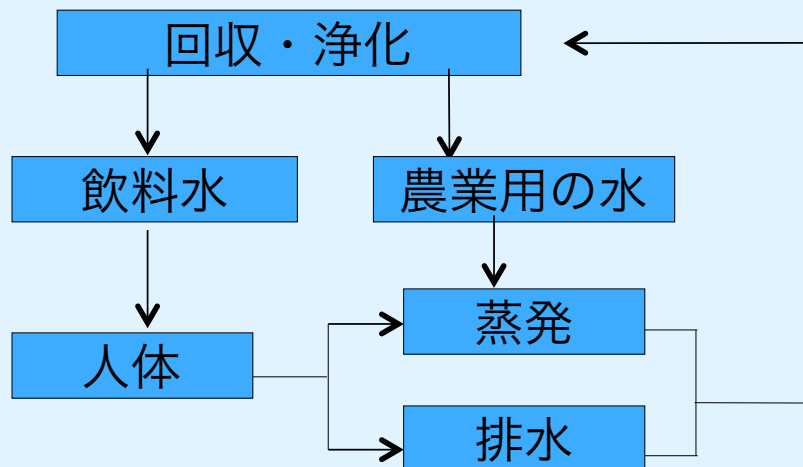 回収・浄化
飲料水
農業用の水
蒸発
人体
排水